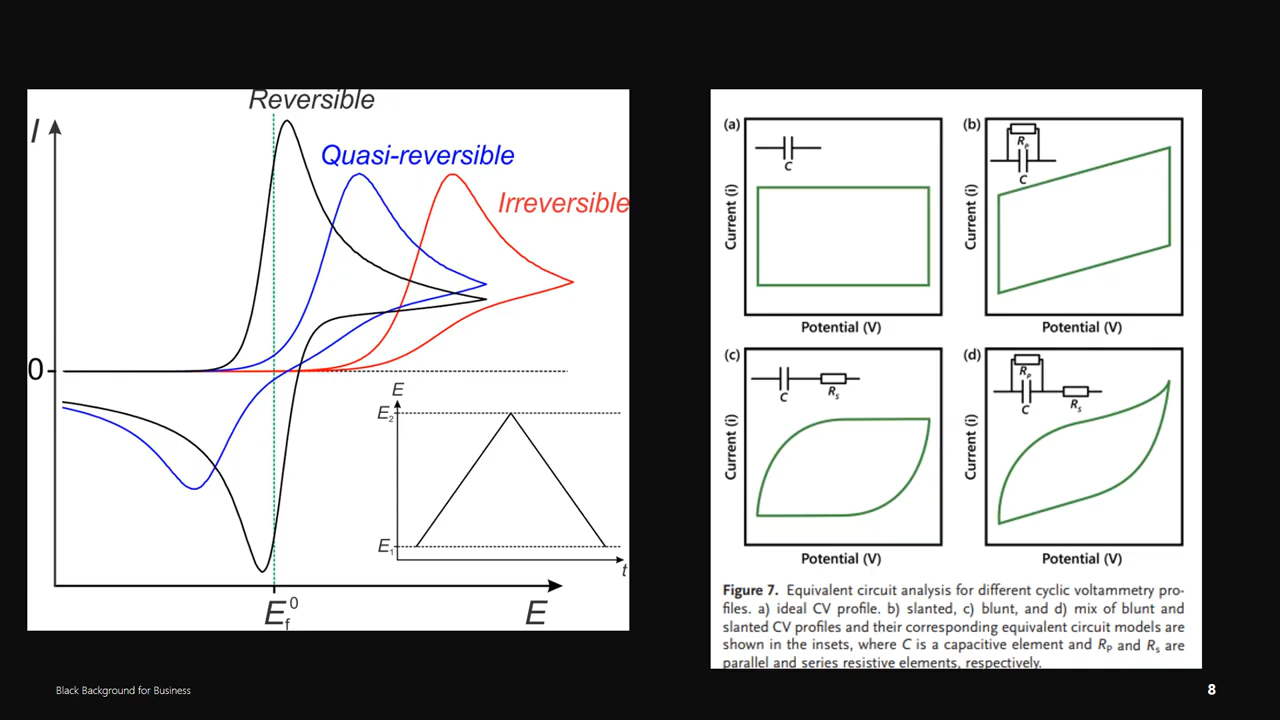 Reversible
I
Quasi-reversible
Irreversible
0
E
E2
E1
t
Ef0
E
(a)
C
Current (i)
Potential (V)
(b)
RP
C
Current (i)
Potential (V)
(c)
C
Rs
Current (i)
Potential (V)
(d)
RP
C
Rs
Current (i)
Potential (V)
Figure 7. Equivalent circuit analysis for different cyclic voltammetry pro-
files. a) ideal CV profile. b) slanted, c) blunt, and d) mix of blunt and
slanted CV profiles and their corresponding equivalent circuit models are
shown in the insets, where C is a capacitive element and RP and Rs are
parallel and series resistive elements, respectively.
Black Background for Business
8